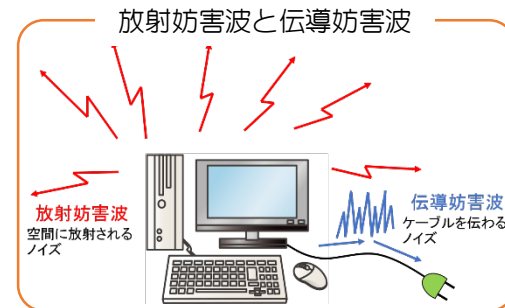 放射妨害波と伝導妨害波
放射妨害波
空間に放射される
ノイズ
伝導妨害波
ケーブルを伝わる
ノイズ